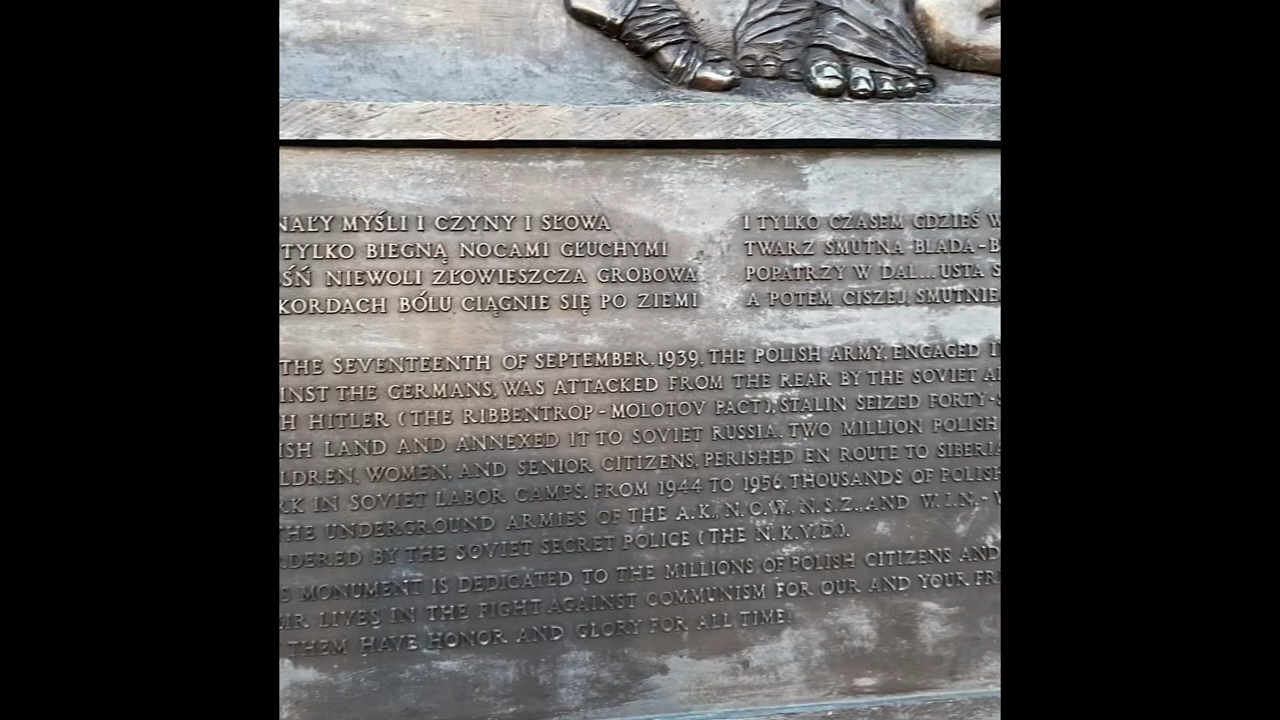 NAŁY MYŚLI I CZYNY I SŁOWA
TYLKO BIEGNĄ NOCAMI GŁUCHYMI
ŚŃ NIEWOLI ZŁOWIESZCZA GROBOWA
KORDACH BÓLU, CIĄGNIE SIĘ PO ZIEMI
I TYLKO CZASEM GDZIEŚ W
TWARZ SMUTNA-BLADA-B
POPATRZY W DAL... USTA S
A POTEM CISZEJ, SMUTNIE
THE SEVENTEENTH OF SEPTEMBER, 1939, THE POLISH ARMY, ENGAGED I
INST THE GERMANS, WAS ATTACKED FROM THE REAR BY THE SOVIET A
H HITLER (THE RIBBENTROP-MOLOTOV PACT), STALIN SEIZED FORTY-
ISH LAND AND ANNEXED IT TO SOVIET RUSSIA. TWO MILLION POLISH
LDREN, WOMEN, AND SENIOR CITIZENS, PERISHED EN ROUTE TO SIBERIA
RK IN SOVIET LABOR CAMPS. FROM 1944 TO 1956, THOUSANDS OF POLISH
THE UNDERGROUND ARMIES OF THE A.K., N.O.W., N.S.Z., AND W.I.N.-
DERED BY THE SOVIET SECRET POLICE (THE N.K.V.D.).
S MONUMENT IS DEDICATED TO THE MILLIONS OF POLISH CITIZENS AND
EIR LIVES IN THE FIGHT AGAINST COMMUNISM FOR OUR AND YOUR FR
THEM HAVE HONOR AND GLORY FOR ALL TIME!